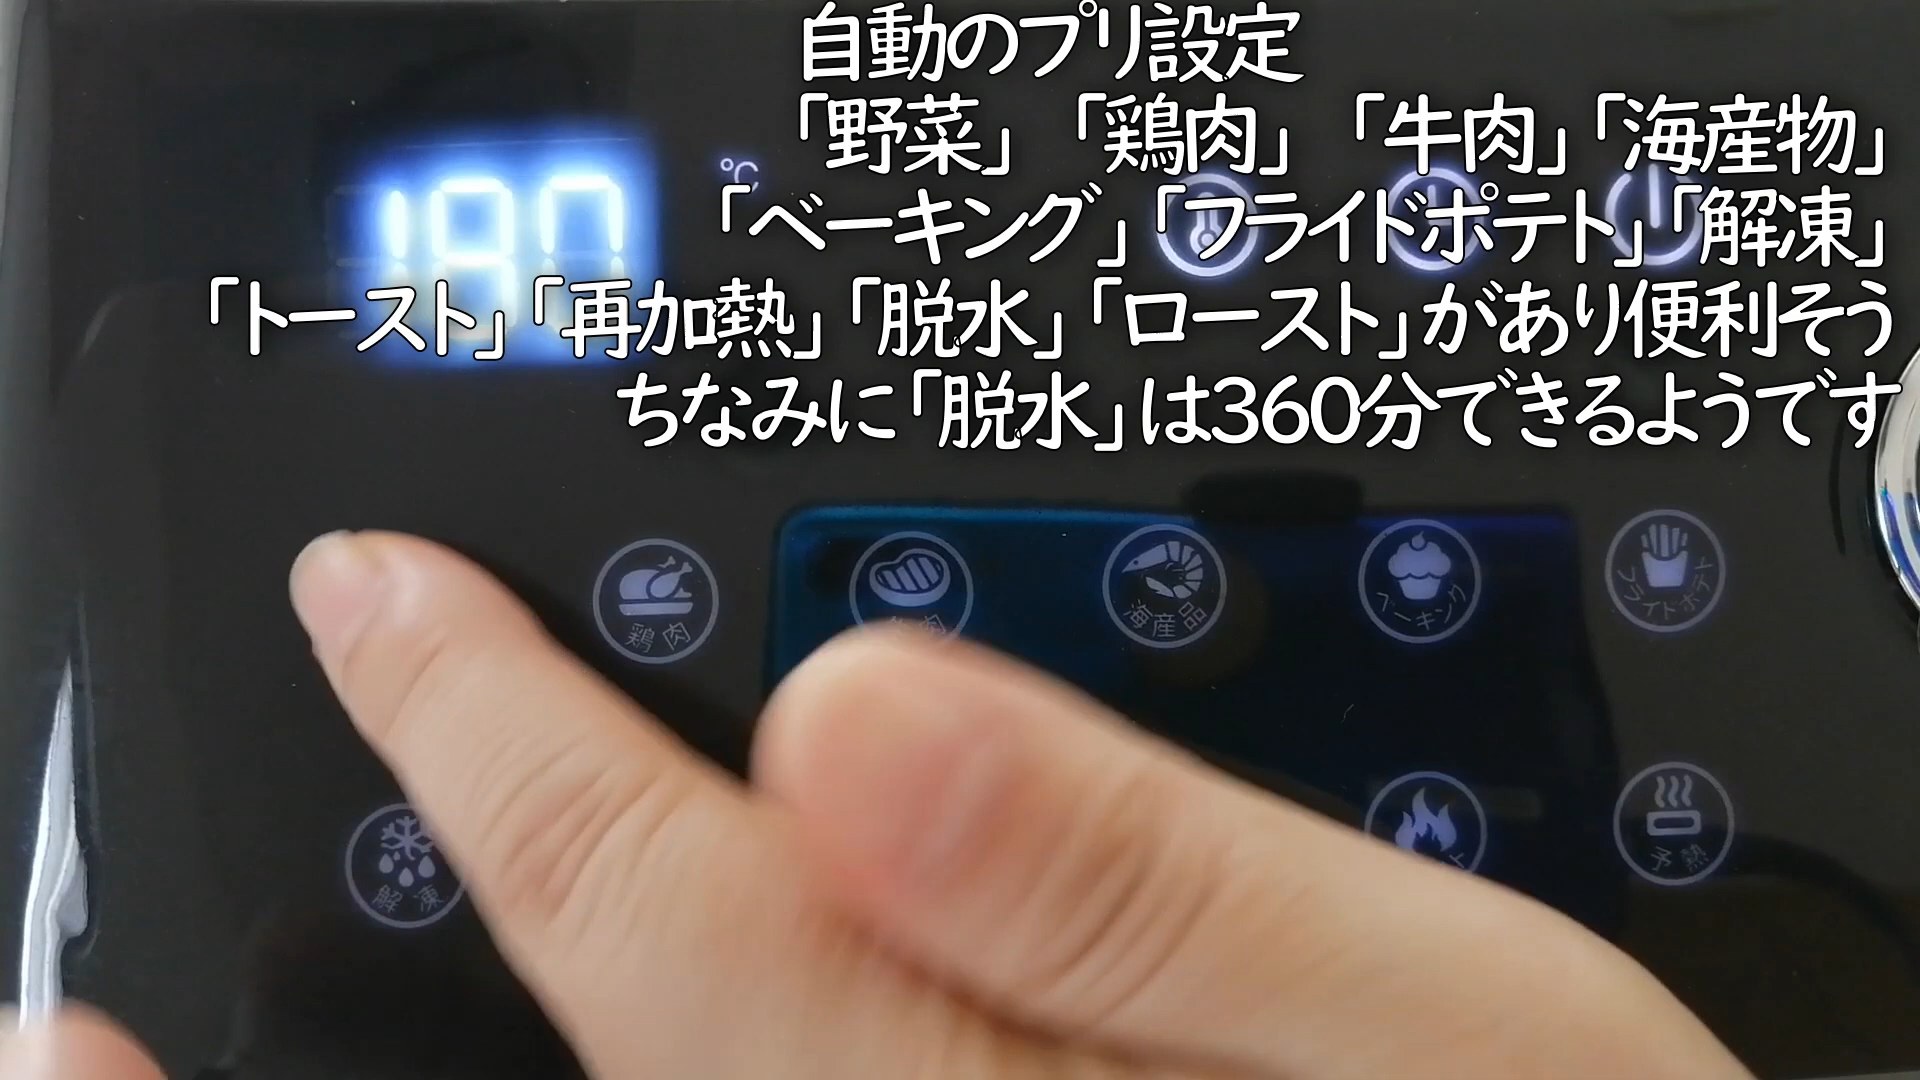 自動のプリ設定
「野菜」「鶏肉」「牛肉」「海産物」
「ベーキング」「フライドポテト」「解凍」
「トースト」「再加熱」「脱水」「ロースト」があり便利そう
ちなみに「脱水」は360分できるようです
℃
鶏肉
海産品
ベーキング
フライドポテト
解凍
予熱